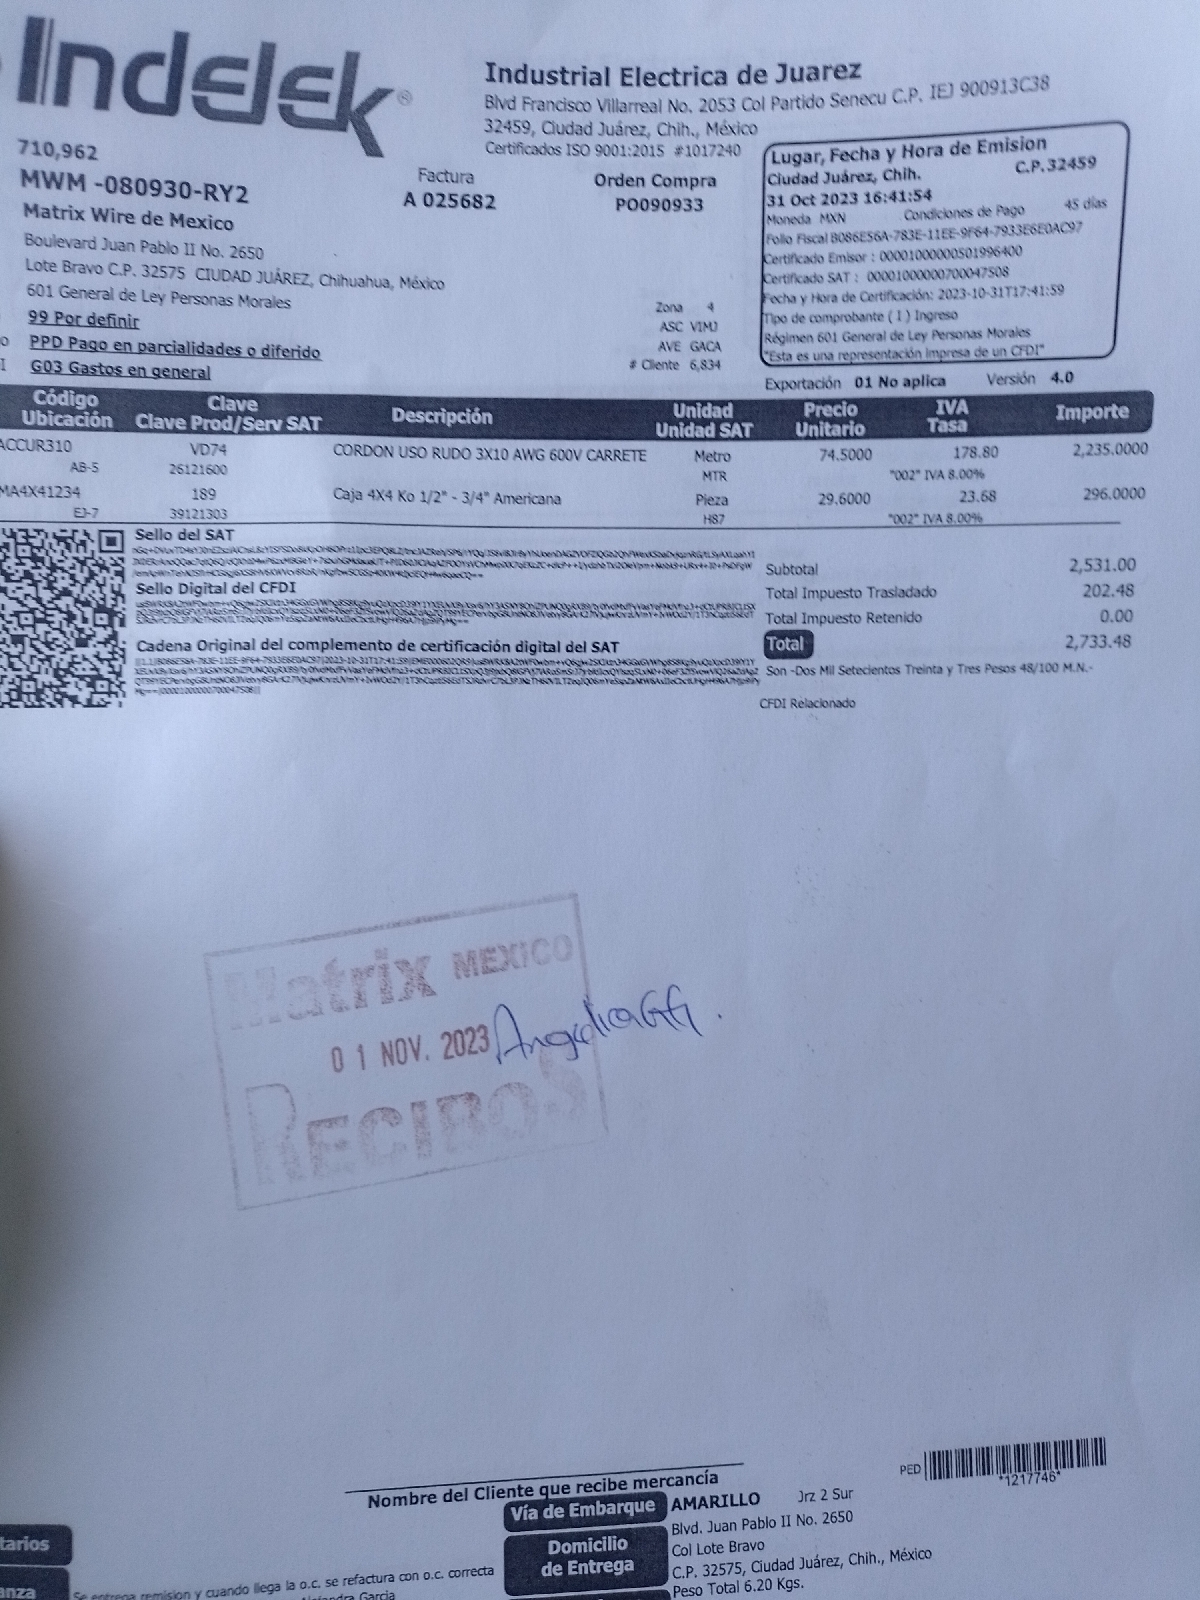 Indelek®
Industrial Electrica de Juarez
Blvd Francisco Villarreal No. 2053 Col Partido Senecu C.P. IEJ 900913C38
32459, Ciudad Juárez, Chih., México
Certificados ISO 9001:2015 #1017240
710,962
MWM -080930-RY2
Matrix Wire de Mexico
Boulevard Juan Pablo II No. 2650
Lote Bravo C.P. 32575 CIUDAD JUÁREZ, Chihuahua, México
601 General de Ley Personas Morales
99 Por definir
PPD Pago en parcialidades o diferido
G03 Gastos en general
Factura
A 025682
Orden Compra
PO090933
Zona 4
ASC VIMJ
AVE GACA
# Cliente 6,834
Lugar, Fecha y Hora de Emision
Ciudad Juárez, Chih. C.P.32459
31 Oct 2023 16:41:54
Moneda MXN Condiciones de Pago 45 días
Folio Fiscal B086E56A-783E-11EE-9F64-7933E6E0AC97
Certificado Emisor : 00001000000501996400
Certificado SAT : 00001000000700047508
Fecha y Hora de Certificación: 2023-10-31T17:41:59
Tipo de comprobante ( I ) Ingreso
Régimen 601 General de Ley Personas Morales
"Esta es una representación impresa de un CFDI"
Exportación 01 No aplica Versión 4.0
Código Ubicación Clave Clave Prod/Serv SAT Descripción Unidad Unidad SAT Precio Unitario IVA Tasa Importe
ACCUR310 VD74 CORDON USO RUDO 3X10 AWG 600V CARRETE Metro 74.5000 178.80 2,235.0000
AB-5 26121600 MTR "002" IVA 8.00%
MA4X41234 189 Caja 4X4 Ko 1/2" - 3/4" Americana Pieza 29.6000 23.68 296.0000
EJ-7 39121303 H87 "002" IVA 8.00%
Sello del SAT
Sello Digital del CFDI
Cadena Original del complemento de certificación digital del SAT
Subtotal 2,531.00
Total Impuesto Trasladado 202.48
Total Impuesto Retenido 0.00
Total 2,733.48
Son -Dos Mil Setecientos Treinta y Tres Pesos 48/100 M.N.-
CFDI Relacionado
Matrix MEXICO
01 NOV. 2023
RECIBOS
PED *1217746*
Nombre del Cliente que recibe mercancía
Vía de Embarque AMARILLO Jrz 2 Sur
Domicilio de Entrega
Blvd. Juan Pablo II No. 2650
Col Lote Bravo
C.P. 32575, Ciudad Juárez, Chih., México
Peso Total 6.20 Kgs.
tarios
anza
Se entrega remision y cuando llega la o.c. se refactura con o.c. correcta
Alejandra Garcia